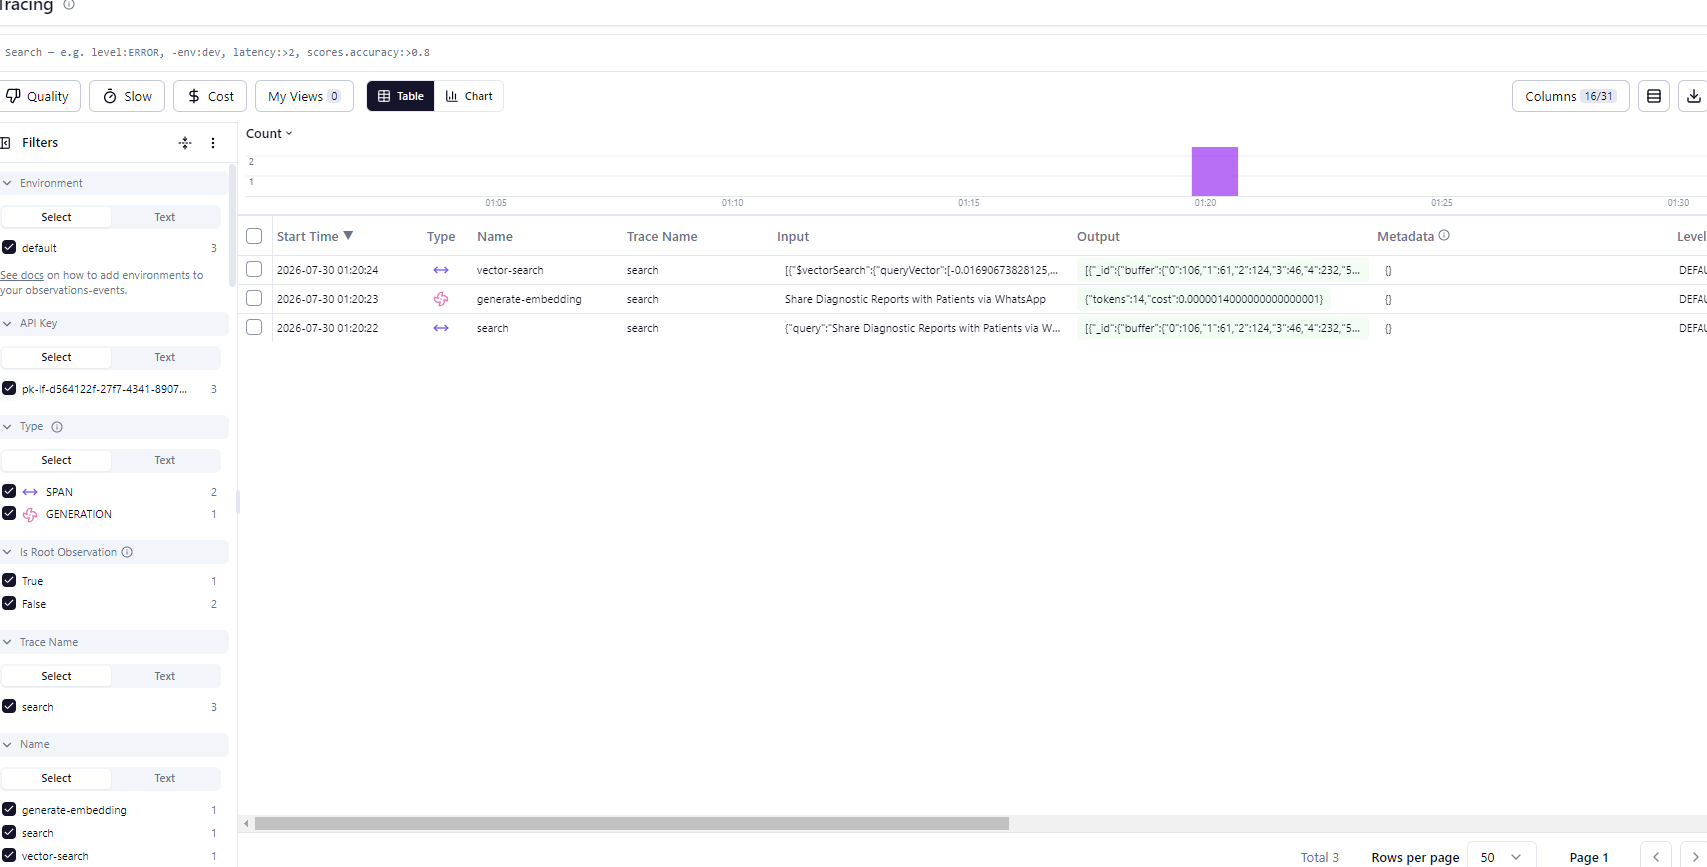 Tracing
Search — e.g. level:ERROR, -env:dev, latency:>2, scores.accuracy:>0.8
Quality
Slow
Cost
My Views 0
Table
Chart
Columns 16/31
Filters
Environment
Select Text
default 3
See docs on how to add environments to
your observations-events.
API Key
Select Text
pk-lf-d564122f-27f7-4341-8907... 3
Type
Select Text
SPAN 2
GENERATION 1
Is Root Observation
True 1
False 2
Trace Name
Select Text
search 3
Name
Select Text
generate-embedding 1
search 1
vector-search 1
Count
2
1
01:05 01:10 01:15 01:20 01:25 01:30
Start Time ▼ Type Name Trace Name Input Output Metadata Level
2026-07-30 01:20:24 vector-search search [{"$vectorSearch":{"queryVector":[-0.01690673828125,... [{"_id":{"buffer":{"0":106,"1":61,"2":124,"3":46,"4":232,"5... {} DEFAU
2026-07-30 01:20:23 generate-embedding search Share Diagnostic Reports with Patients via WhatsApp {"tokens":14,"cost":0.0000014000000000000001} {} DEFAU
2026-07-30 01:20:22 search search {"query":"Share Diagnostic Reports with Patients via W... [{"_id":{"buffer":{"0":106,"1":61,"2":124,"3":46,"4":232,"5... {} DEFAU
Total 3 Rows per page 50 Page 1